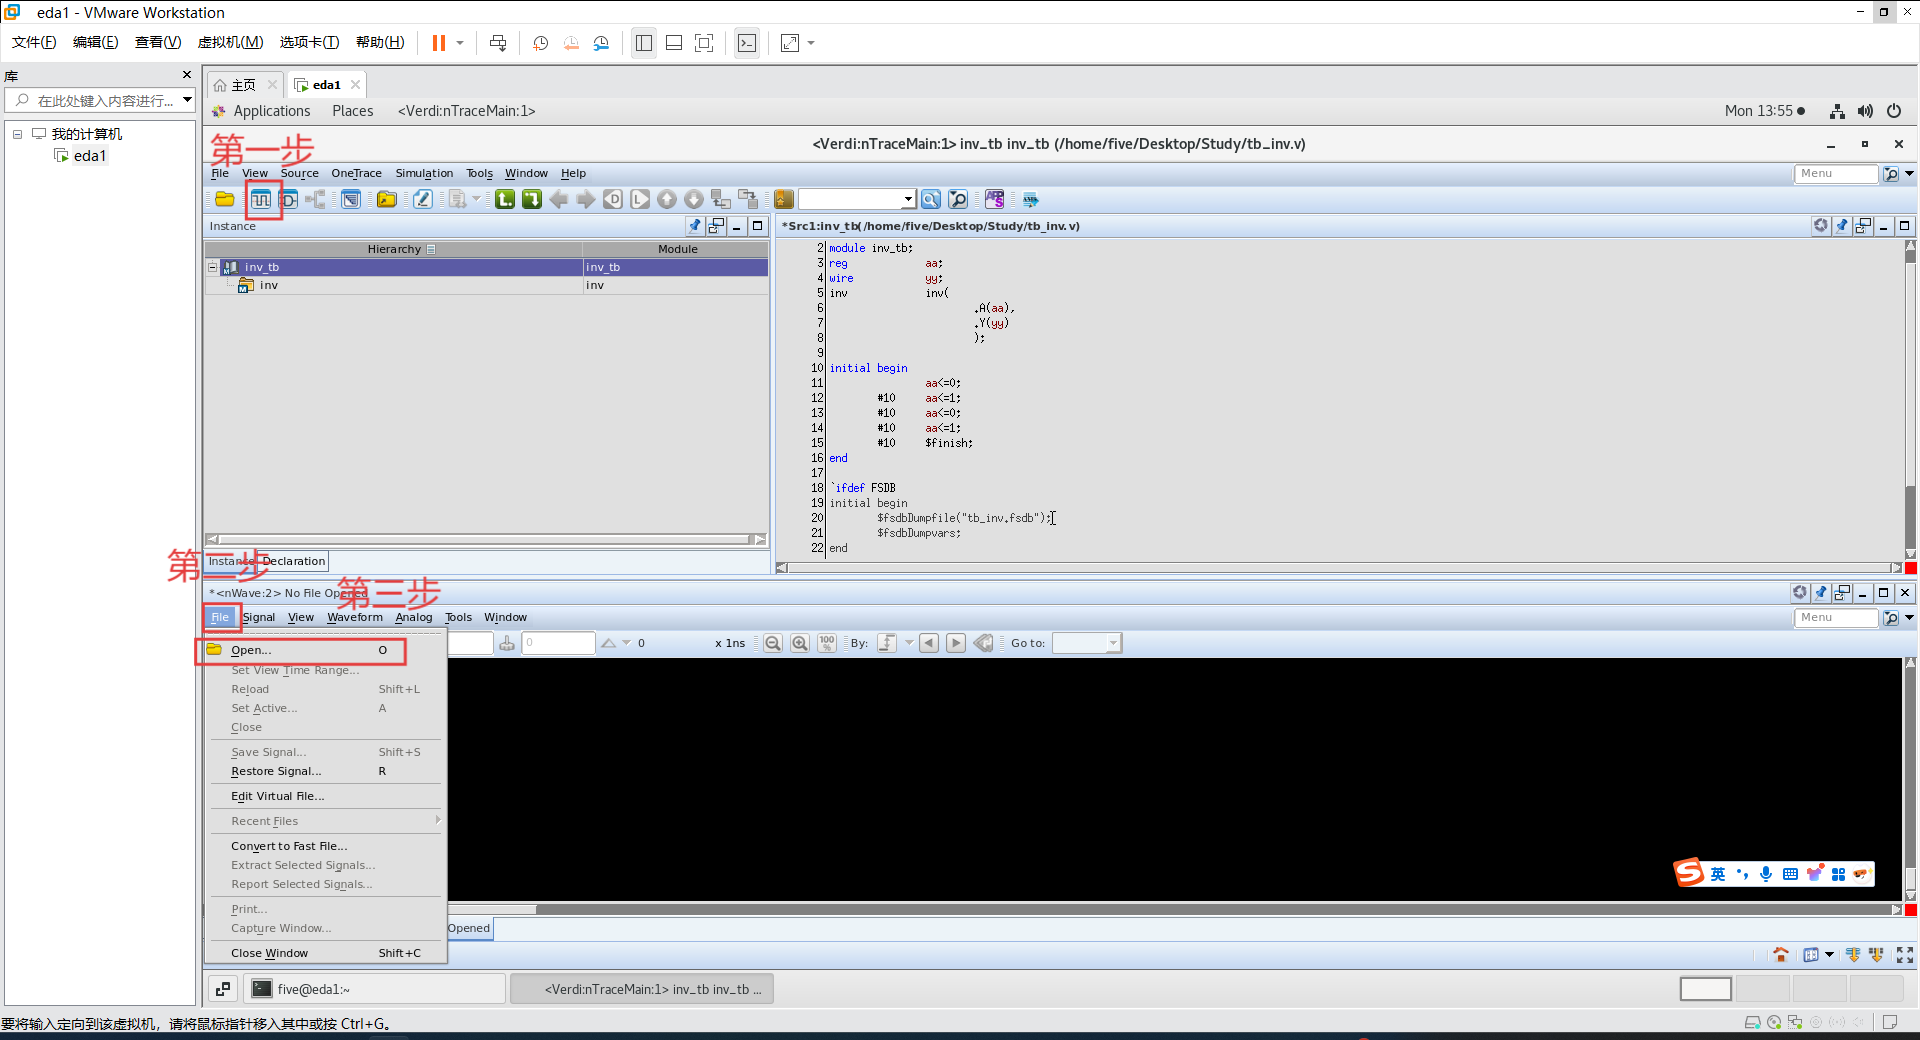 eda1 - VMware Workstation
文件(F) 编辑(E) 查看(V) 虚拟机(M) 选项卡(T) 帮助(H)
库
在此处键入内容进行...
我的计算机
eda1
主页 eda1
Applications Places <Verdi:nTraceMain:1> Mon 13:55
第一步
<Verdi:nTraceMain:1> inv_tb inv_tb (/home/five/Desktop/Study/tb_inv.v)
File View Source OneTrace Simulation Tools Window Help Menu
Instance
Hierarchy Module
inv_tb inv_tb
inv inv
Instance Declaration
*Src1:inv_tb(/home/five/Desktop/Study/tb_inv.v)
2 module inv_tb;
3 reg aa;
4 wire yy;
5 inv inv(
6 .A(aa),
7 .Y(yy)
8 );
9
10 initial begin
11 aa<=0;
12 #10 aa<=1;
13 #10 aa<=0;
14 #10 aa<=1;
15 #10 $finish;
16 end
17
18 `ifdef FSDB
19 initial begin
20 $fsdbDumpfile("tb_inv.fsdb");
21 $fsdbDumpvars;
22 end
第二步
第三步
*<nWave:2> No File Opened
File Signal View Waveform Analog Tools Window Menu
0 0 x 1ns 100 % By: Go to:
Open... O
Set View Time Range...
Reload Shift+L
Set Active... A
Close
Save Signal... Shift+S
Restore Signal... R
Edit Virtual File...
Recent Files
Convert to Fast File...
Extract Selected Signals...
Report Selected Signals...
Print...
Capture Window...
Close Window Shift+C
Opened
英
five@eda1:~ <Verdi:nTraceMain:1> inv_tb inv_tb ...
要将输入定向到该虚拟机，请将鼠标指针移入其中或按 Ctrl+G。